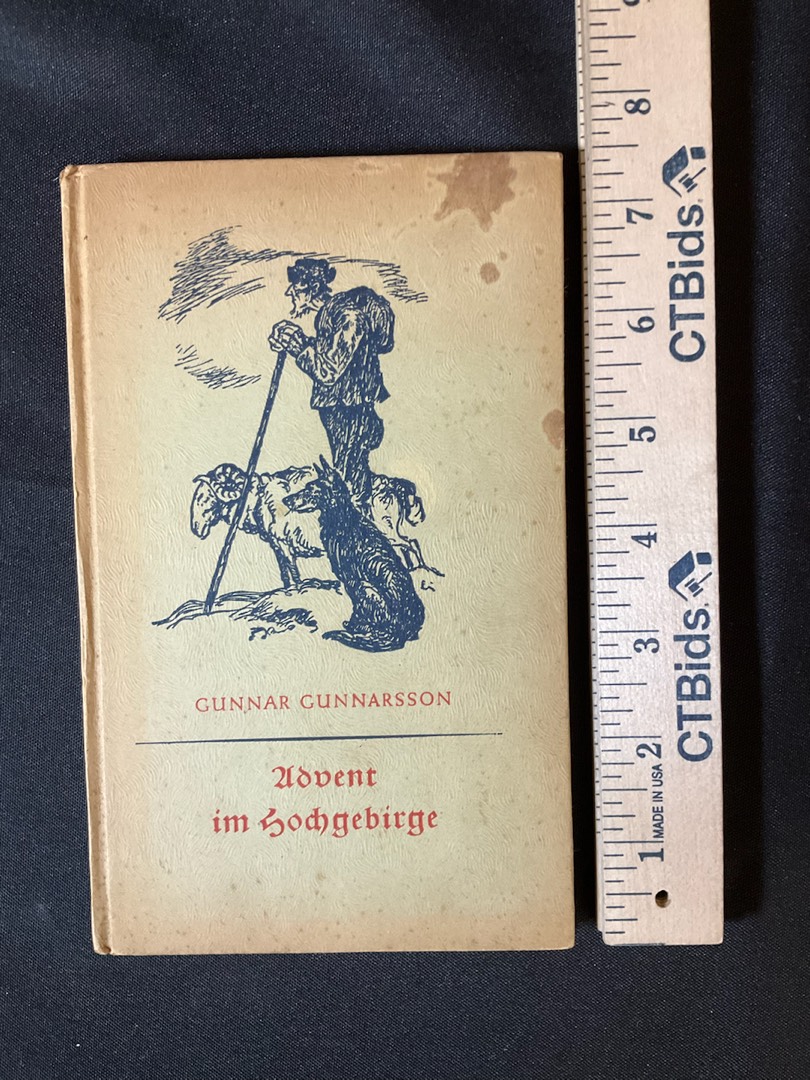 GUNNAR GUNNARSSON
Advent
im Hochgebirge
CTBids.
CTBids.
MADE IN USA
1
2
3
4
5
6
7
8